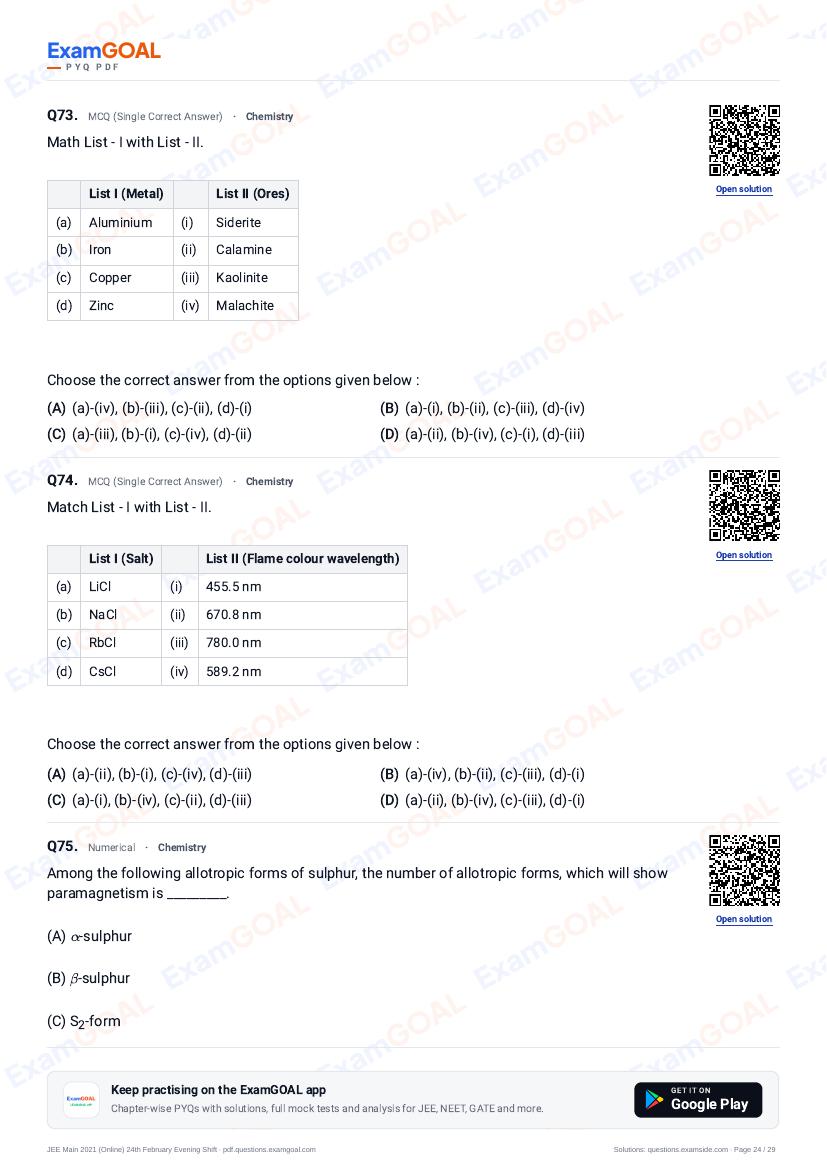 ExamGOAL
PYQ PDF
Q73. MCQ (Single Correct Answer) · Chemistry
Open solution
Math List - I with List - II.
List I (Metal) List II (Ores)
(a) Aluminium (i) Siderite
(b) Iron (ii) Calamine
(c) Copper (iii) Kaolinite
(d) Zinc (iv) Malachite
Choose the correct answer from the options given below :
(A) (a)-(iv), (b)-(iii), (c)-(ii), (d)-(i) (B) (a)-(i), (b)-(ii), (c)-(iii), (d)-(iv)
(C) (a)-(iii), (b)-(i), (c)-(iv), (d)-(ii) (D) (a)-(ii), (b)-(iv), (c)-(i), (d)-(iii)
Q74. MCQ (Single Correct Answer) · Chemistry
Match List - I with List - II.
Open solution
List I (Salt) List II (Flame colour wavelength)
(a) LiCl (i) 455.5 nm
(b) NaCl (ii) 670.8 nm
(c) RbCl (iii) 780.0 nm
(d) CsCl (iv) 589.2 nm
Choose the correct answer from the options given below :
(A) (a)-(ii), (b)-(i), (c)-(iv), (d)-(iii) (B) (a)-(iv), (b)-(ii), (c)-(iii), (d)-(i)
(C) (a)-(i), (b)-(iv), (c)-(ii), (d)-(iii) (D) (a)-(ii), (b)-(iv), (c)-(iii), (d)-(i)
Q75. Numerical · Chemistry
Among the following allotropic forms of sulphur, the number of allotropic forms, which will show
paramagnetism is _________.
Open solution
(A) α-sulphur
(B) β-sulphur
(C) S2-form
ExamGOAL
Keep practising on the ExamGOAL app
Chapter-wise PYQs with solutions, full mock tests and analysis for JEE, NEET, GATE and more.
GET IT ON
Google Play
JEE Main 2021 (Online) 24th February Evening Shift · pdf.questions.examgoal.com Solutions: questions.examside.com · Page 24 / 29